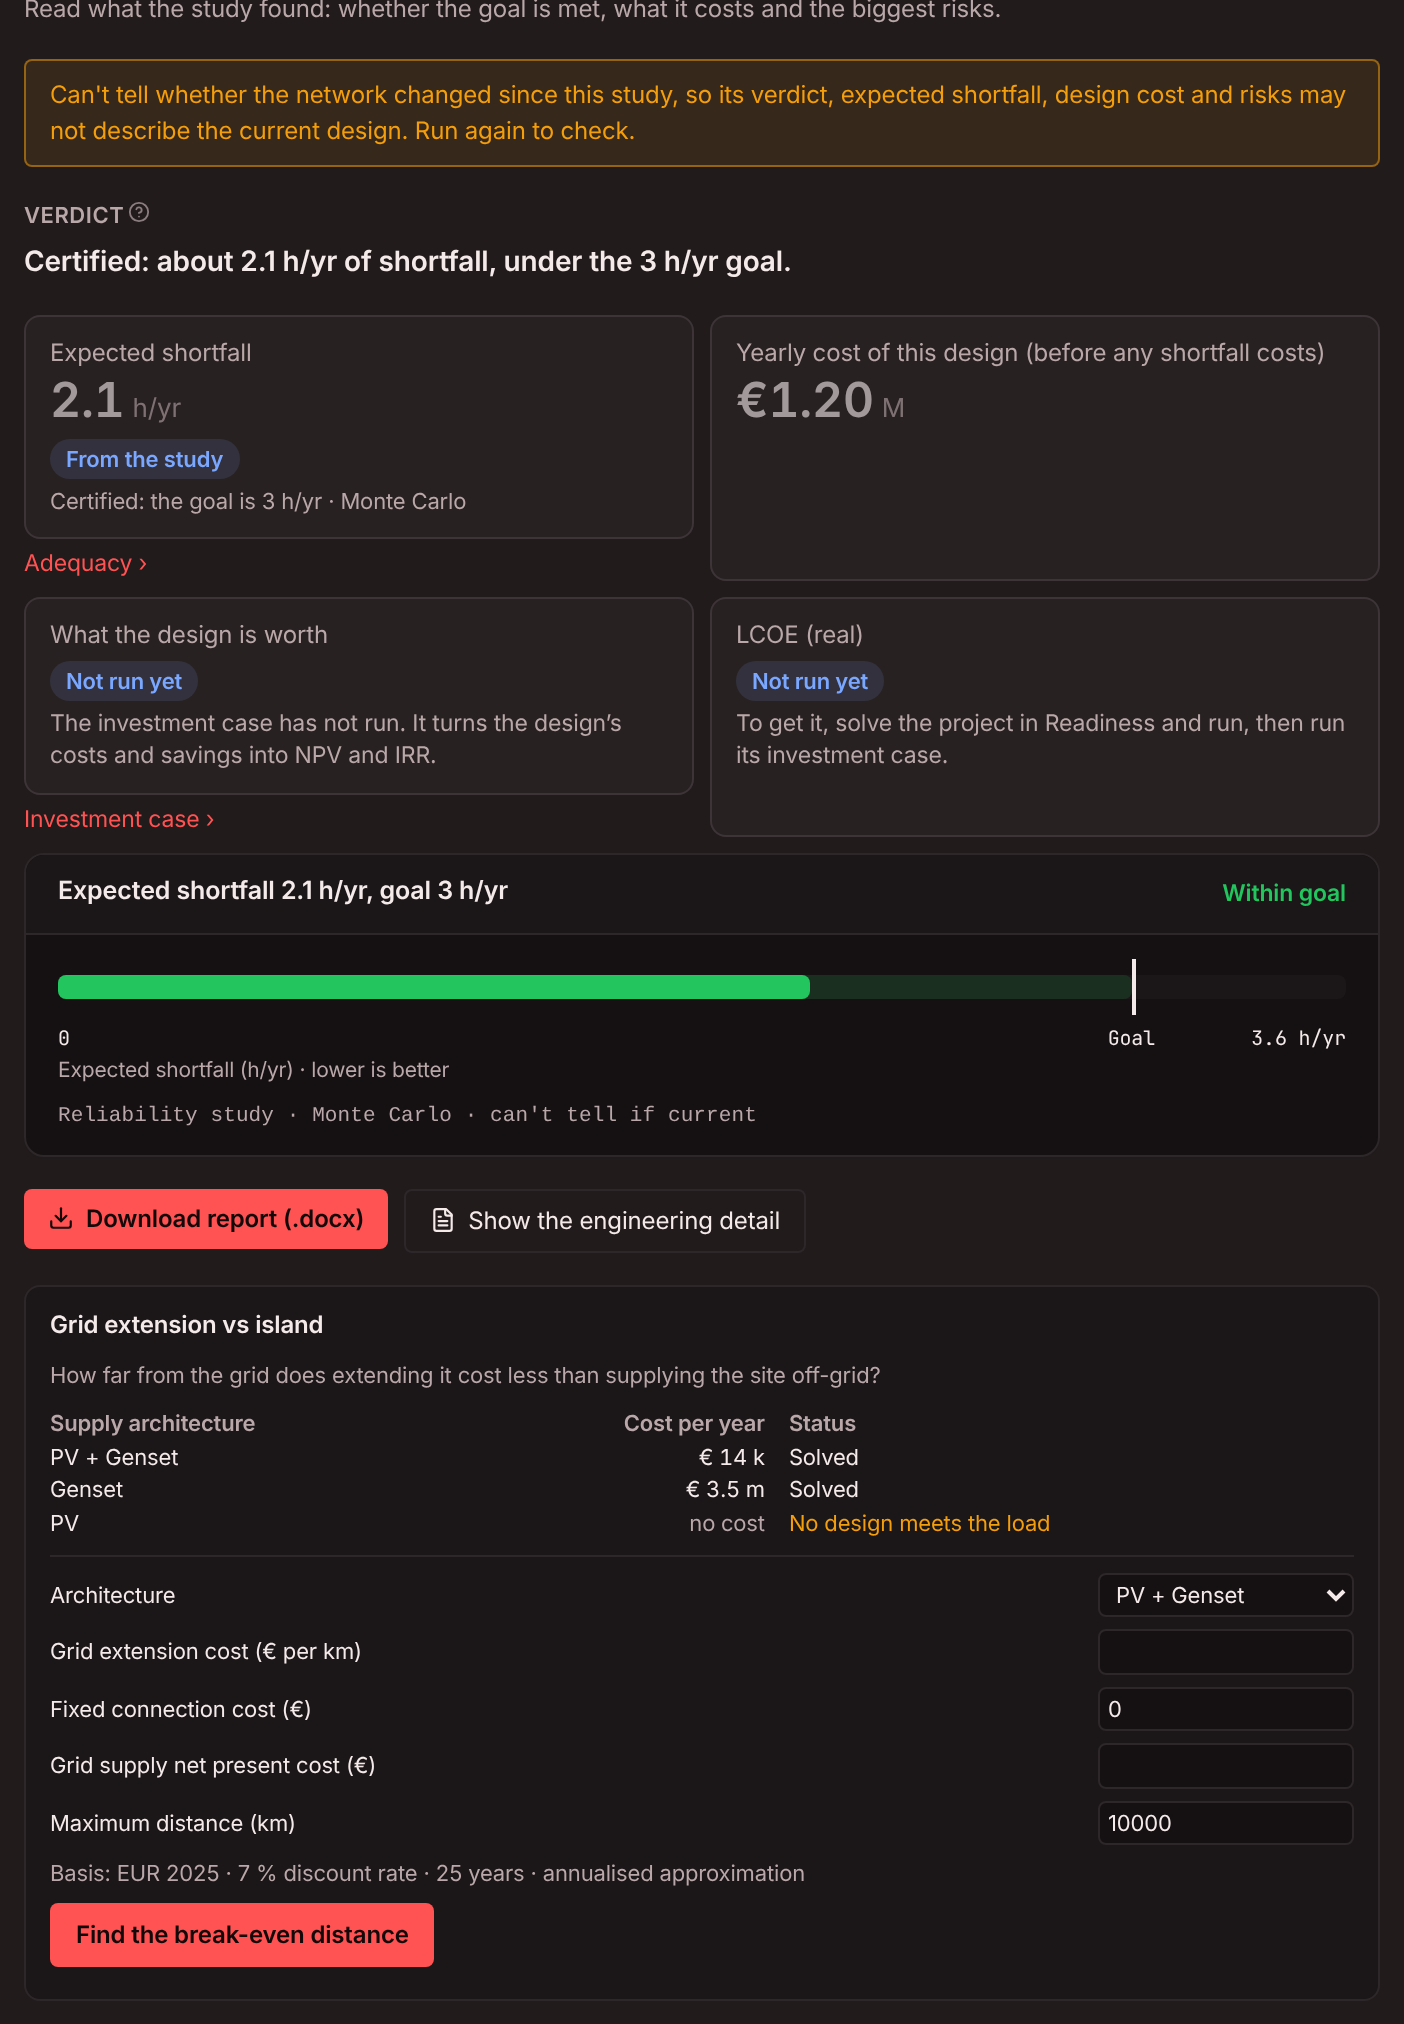 Read what the study found: whether the goal is met, what it costs and the biggest risks.
Can't tell whether the network changed since this study, so its verdict, expected shortfall, design cost and risks may
not describe the current design. Run again to check.
VERDICT ?
Certified: about 2.1 h/yr of shortfall, under the 3 h/yr goal.
Expected shortfall
2.1 h/yr
From the study
Certified: the goal is 3 h/yr · Monte Carlo
Adequacy ›
Yearly cost of this design (before any shortfall costs)
€1.20 M
What the design is worth
Not run yet
The investment case has not run. It turns the design’s
costs and savings into NPV and IRR.
Investment case ›
LCOE (real)
Not run yet
To get it, solve the project in Readiness and run, then run
its investment case.
Expected shortfall 2.1 h/yr, goal 3 h/yr
Within goal
0
Goal
3.6 h/yr
Expected shortfall (h/yr) · lower is better
Reliability study · Monte Carlo · can't tell if current
Download report (.docx)
Show the engineering detail
Grid extension vs island
How far from the grid does extending it cost less than supplying the site off-grid?
Supply architecture Cost per year Status
PV + Genset € 14 k Solved
Genset € 3.5 m Solved
PV no cost No design meets the load
Architecture PV + Genset
Grid extension cost (€ per km)
Fixed connection cost (€) 0
Grid supply net present cost (€)
Maximum distance (km) 10000
Basis: EUR 2025 · 7 % discount rate · 25 years · annualised approximation
Find the break-even distance